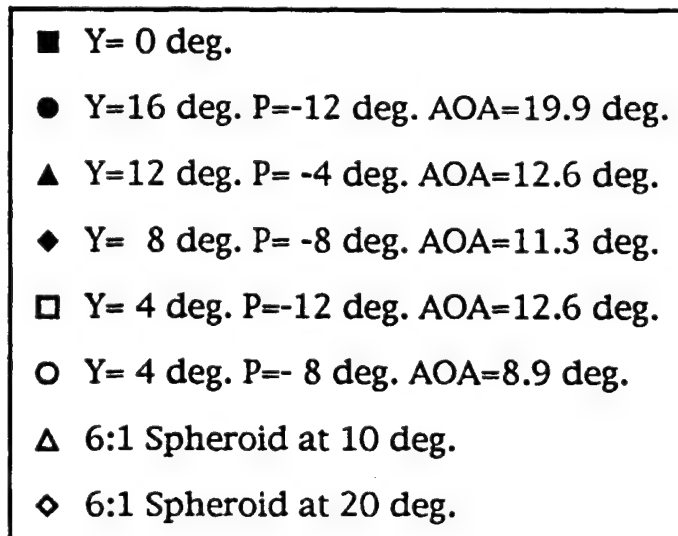 ■ Y= 0 deg.
● Y=16 deg. P=-12 deg. AOA=19.9 deg.
▲ Y=12 deg. P= -4 deg. AOA=12.6 deg.
◆ Y= 8 deg. P= -8 deg. AOA=11.3 deg.
□ Y= 4 deg. P=-12 deg. AOA=12.6 deg.
○ Y= 4 deg. P=- 8 deg. AOA=8.9 deg.
△ 6:1 Spheroid at 10 deg.
◇ 6:1 Spheroid at 20 deg.